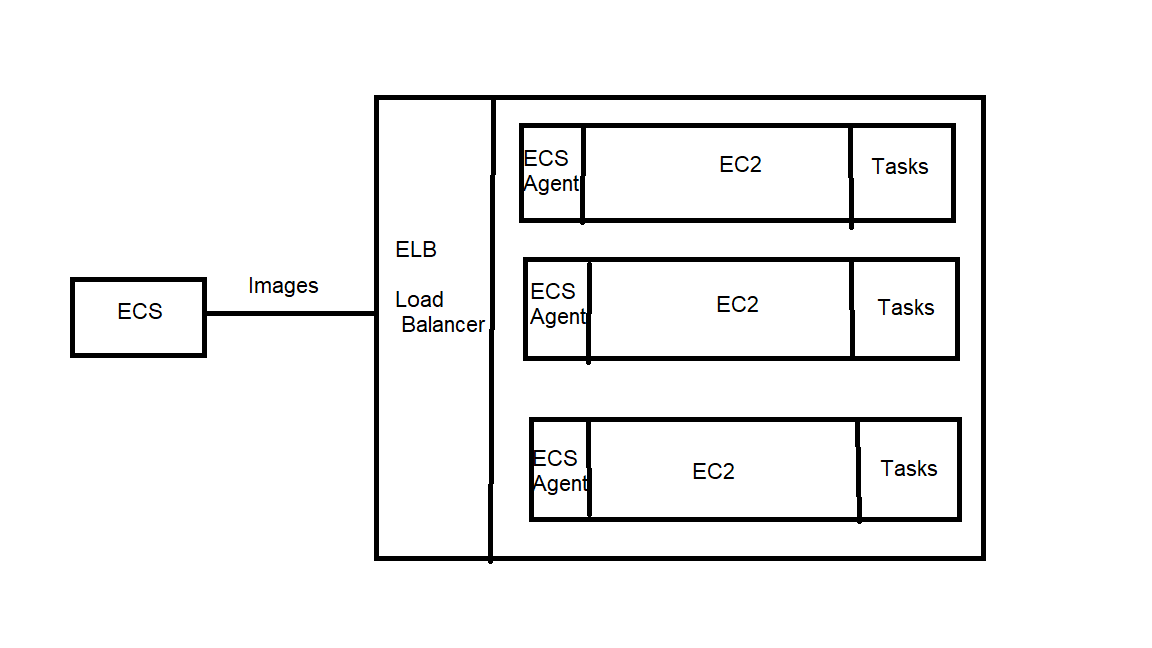 ECS
Images
ELB
Load
Balancer
ECS
Agent
EC2
Tasks
ECS
Agent
EC2
Tasks
ECS
Agent
EC2
Tasks